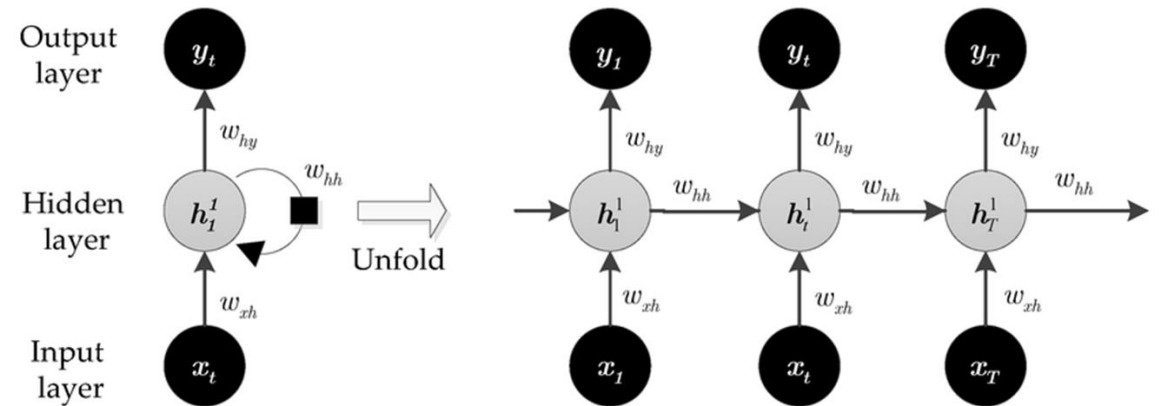 Output
layer
y_t
y_1
y_t
y_T
w_hy
w_hy
w_hy
w_hy
w_hh
Hidden
layer
h_1^1
Unfold
h_1^1
w_hh
h_t^1
w_hh
h_T^1
w_hh
w_xh
w_xh
w_xh
w_xh
Input
layer
x_t
x_1
x_t
x_T